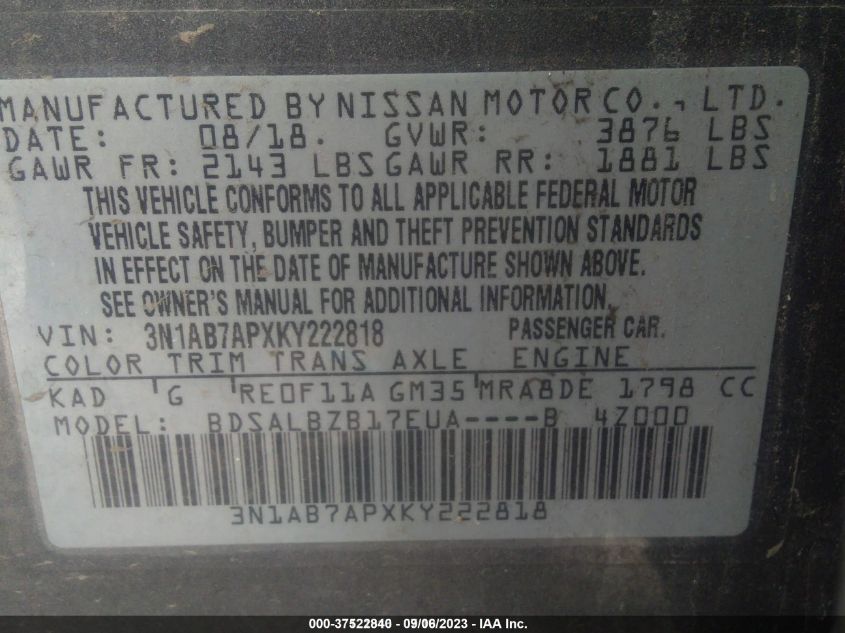 MANUFACTURED BY NISSAN MOTOR CO., LTD.
DATE: 08/18. GVWR: 3876 LBS
GAWR FR: 2143 LBS GAWR RR: 1881 LBS
THIS VEHICLE CONFORMS TO ALL APPLICABLE FEDERAL MOTOR
VEHICLE SAFETY, BUMPER AND THEFT PREVENTION STANDARDS
IN EFFECT ON THE DATE OF MANUFACTURE SHOWN ABOVE.
SEE OWNER'S MANUAL FOR ADDITIONAL INFORMATION.
VIN: 3N1AB7APXKY222818 PASSENGER CAR.
COLOR TRIM TRANS AXLE ENGINE
KAD G RE0F11A GM35 MRA8DE 1798 CC
MODEL: BDSALBZB17EUA----B 4Z000
3N1AB7APXKY222818
000-37522840 - 09/06/2023 - IAA Inc.